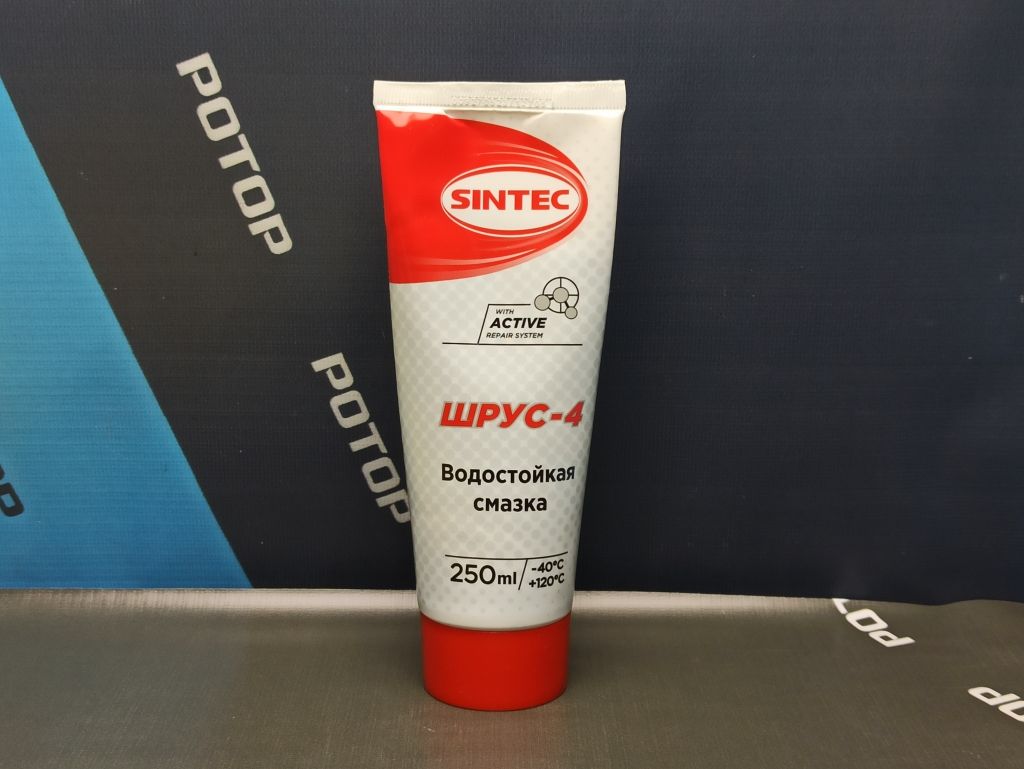 РОТОР
РОТОР
SINTEC
WITH
ACTIVE
REPAIR SYSTEM
ШРУС-4
Водостойкая
смазка
250ml
-40°C
+120°C